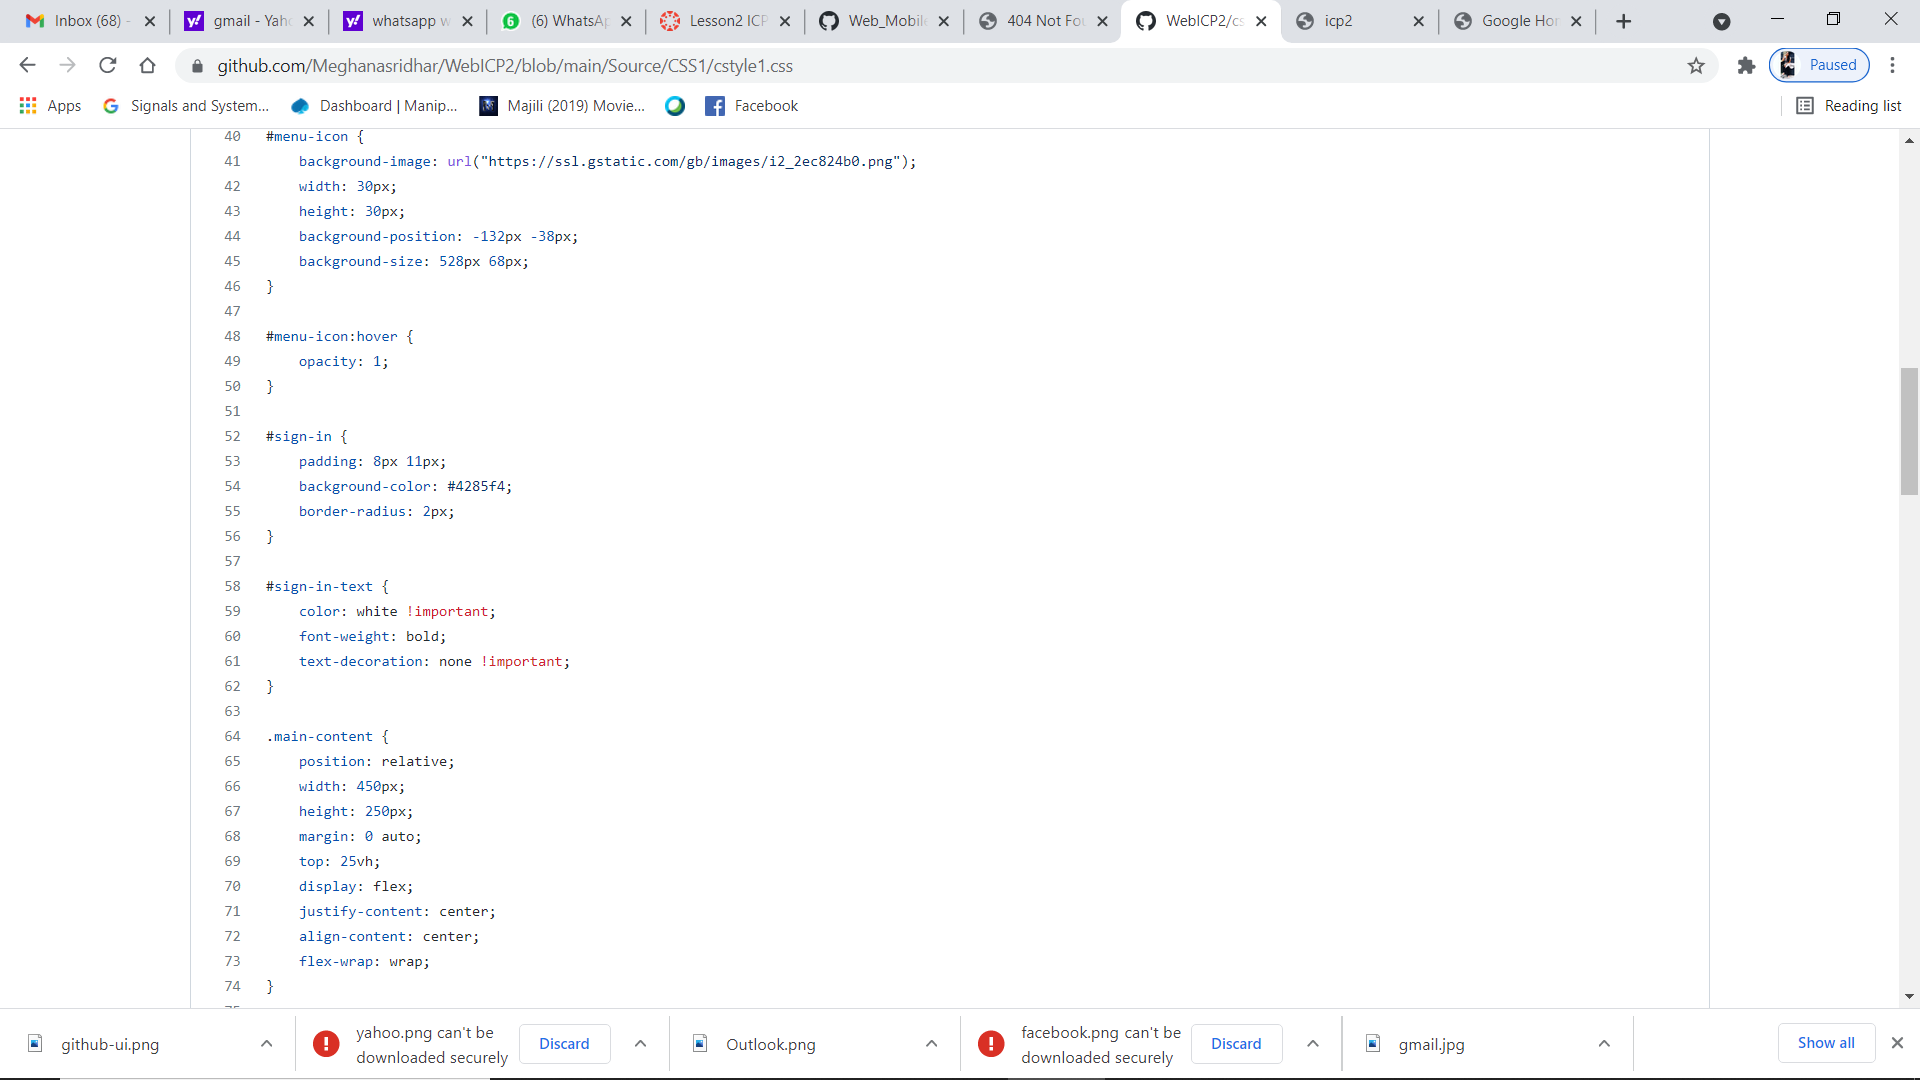 Inbox (68) -
gmail - Yah
whatsapp w
(6) WhatsAp
Lesson2 ICP
Web_Mobile
404 Not Fou
WebICP2/cs
icp2
Google Hor
github.com/Meghanasridhar/WebICP2/blob/main/Source/CSS1/cstyle1.css
Paused
Apps
Signals and System...
Dashboard | Manip...
Majili (2019) Movie...
Facebook
Reading list
40 #menu-icon {
41 background-image: url("https://ssl.gstatic.com/gb/images/i2_2ec824b0.png");
42 width: 30px;
43 height: 30px;
44 background-position: -132px -38px;
45 background-size: 528px 68px;
46 }
47
48 #menu-icon:hover {
49 opacity: 1;
50 }
51
52 #sign-in {
53 padding: 8px 11px;
54 background-color: #4285f4;
55 border-radius: 2px;
56 }
57
58 #sign-in-text {
59 color: white !important;
60 font-weight: bold;
61 text-decoration: none !important;
62 }
63
64 .main-content {
65 position: relative;
66 width: 450px;
67 height: 250px;
68 margin: 0 auto;
69 top: 25vh;
70 display: flex;
71 justify-content: center;
72 align-content: center;
73 flex-wrap: wrap;
74 }
github-ui.png
yahoo.png can't be
downloaded securely
Discard
Outlook.png
facebook.png can't be
downloaded securely
Discard
gmail.jpg
Show all